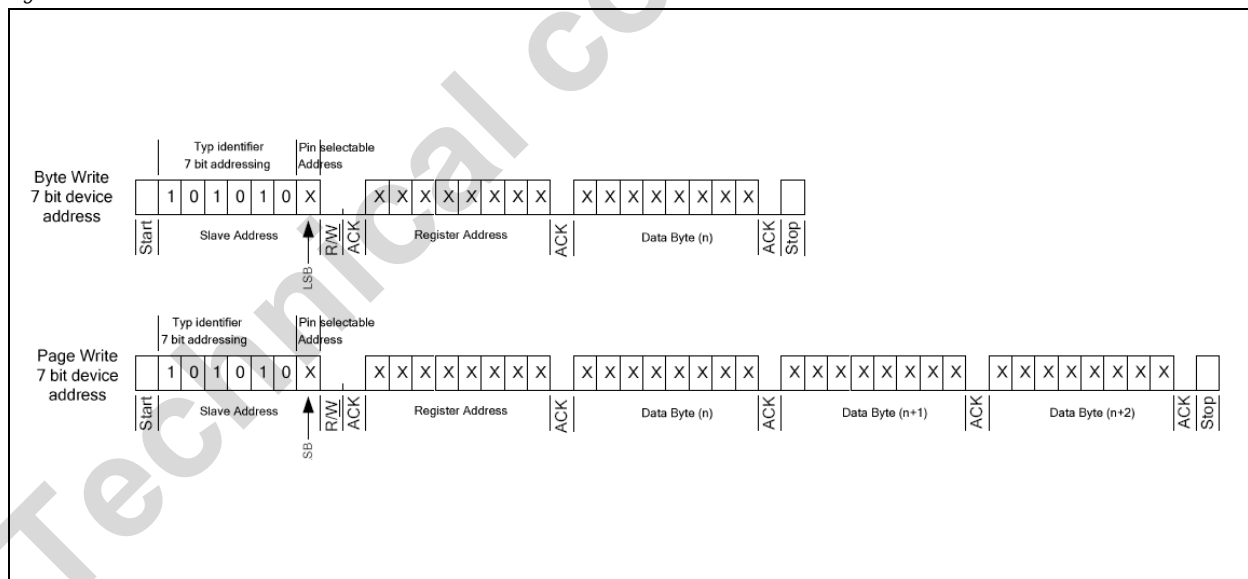 Typ identifier
7 bit addressing
Pin selectable
Address
Byte Write
7 bit device
address
1 0 1 0 1 0 X
X X X X X X X X
X X X X X X X X
Start
Slave Address
LSB
R/W
ACK
Register Address
ACK
Data Byte (n)
ACK
Stop
Typ identifier
7 bit addressing
Pin selectable
Address
Page Write
7 bit device
address
1 0 1 0 1 0 X
X X X X X X X X
X X X X X X X X
X X X X X X X X
X X X X X X X X
Start
Slave Address
SB
R/W
ACK
Register Address
ACK
Data Byte (n)
ACK
Data Byte (n+1)
ACK
Data Byte (n+2)
ACK
Stop
Technical co